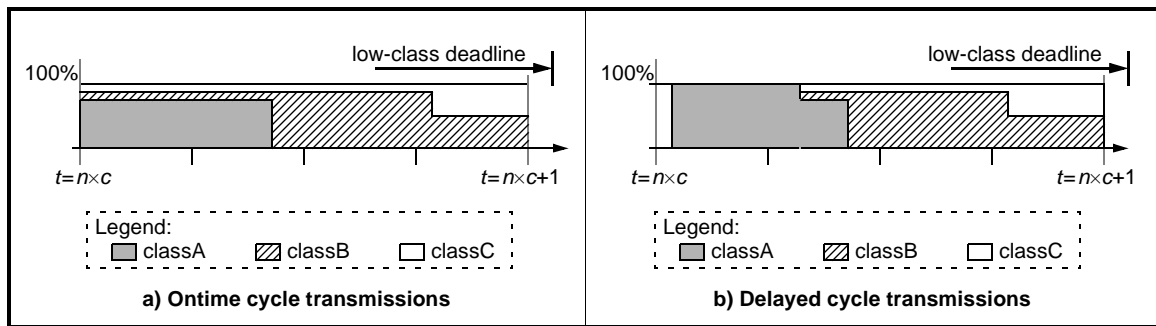 low-class deadline
100%
t=n×c
t=n×c+1
Legend:
classA classB classC
a) Ontime cycle transmissions
low-class deadline
100%
t=n×c
t=n×c+1
Legend:
classA classB classC
b) Delayed cycle transmissions